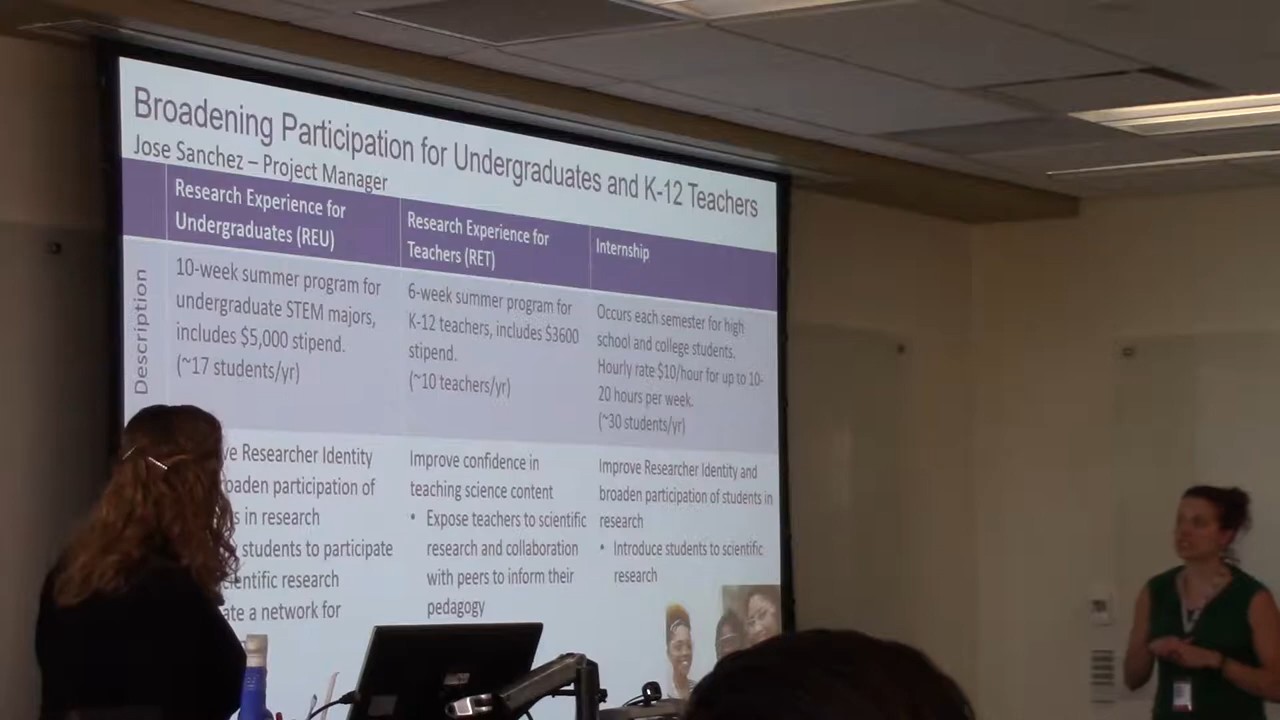 Broadening Participation for Undergraduates and K-12 Teachers
Jose Sanchez – Project Manager
Research Experience for
Undergraduates (REU)
Research Experience for
Teachers (RET)
Internship
Description
10-week summer program for
undergraduate STEM majors,
includes $5,000 stipend.
(~17 students/yr)
6-week summer program for
K-12 teachers, includes $3600
stipend.
(~10 teachers/yr)
Occurs each semester for high
school and college students.
Hourly rate $10/hour for up to 10-
20 hours per week.
(~30 students/yr)
Researcher Identity
participation of
in research
students to participate
research
a network for
Improve confidence in
teaching science content
• Expose teachers to scientific
research and collaboration
with peers to inform their
pedagogy
Improve Researcher Identity and
broaden participation of students in
research
• Introduce students to scientific
research